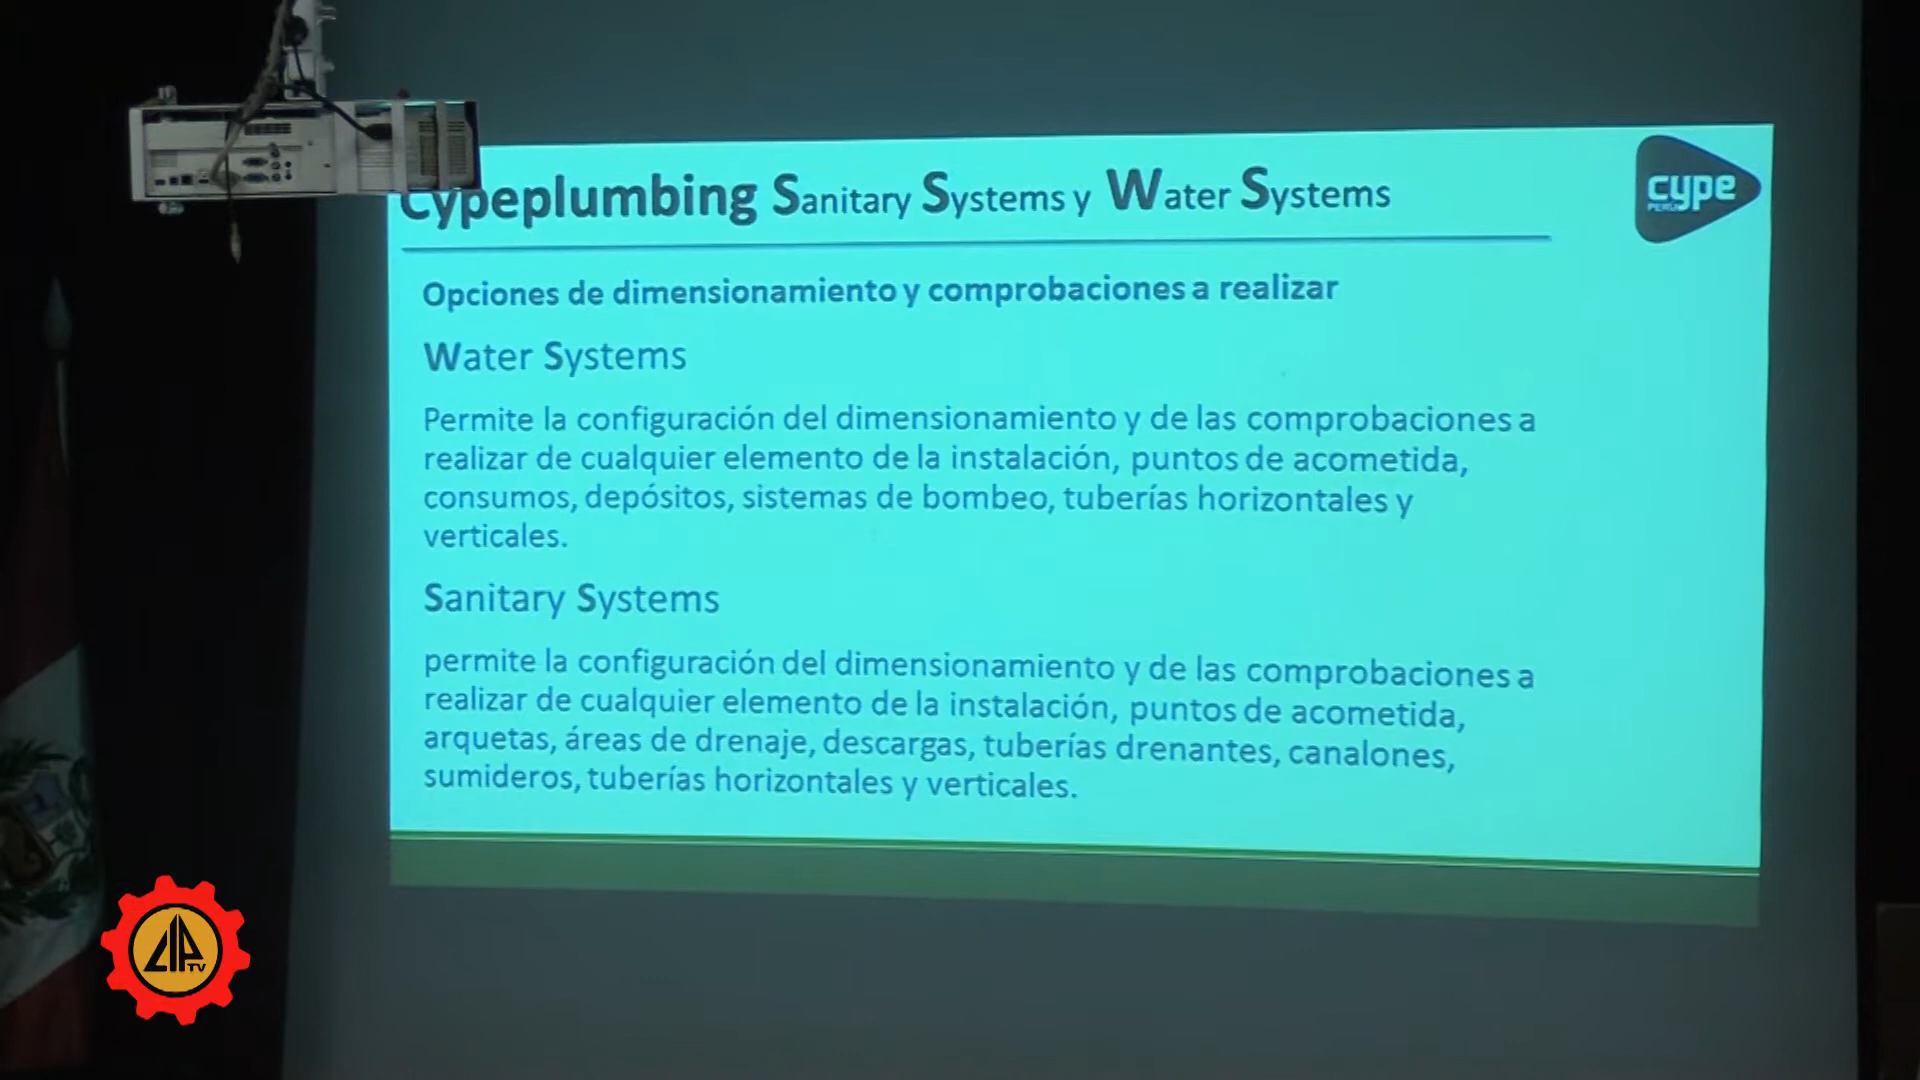 Cypeplumbing Sanitary Systems y Water Systems
cype
PERU
Opciones de dimensionamiento y comprobaciones a realizar
Water Systems
Permite la configuración del dimensionamiento y de las comprobaciones a
realizar de cualquier elemento de la instalación, puntos de acometida,
consumos, depósitos, sistemas de bombeo, tuberías horizontales y
verticales.
Sanitary Systems
permite la configuración del dimensionamiento y de las comprobaciones a
realizar de cualquier elemento de la instalación, puntos de acometida,
arquetas, áreas de drenaje, descargas, tuberías drenantes, canalones,
sumideros, tuberías horizontales y verticales.
CIP TV